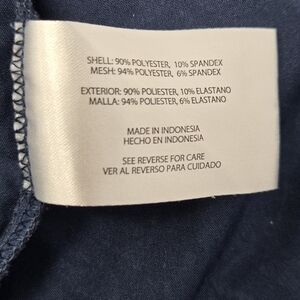 SHELL: 90% POLYESTER, 10% SPANDEX
MESH: 94% POLYESTER, 6% SPANDEX
EXTERIOR: 90% POLIESTER, 10% ELASTANO
MALLA: 94% POLIESTER, 6% ELASTANO
MADE IN INDONESIA
HECHO EN INDONESIA
SEE REVERSE FOR CARE
VER AL REVERSO PARA CUIDADO